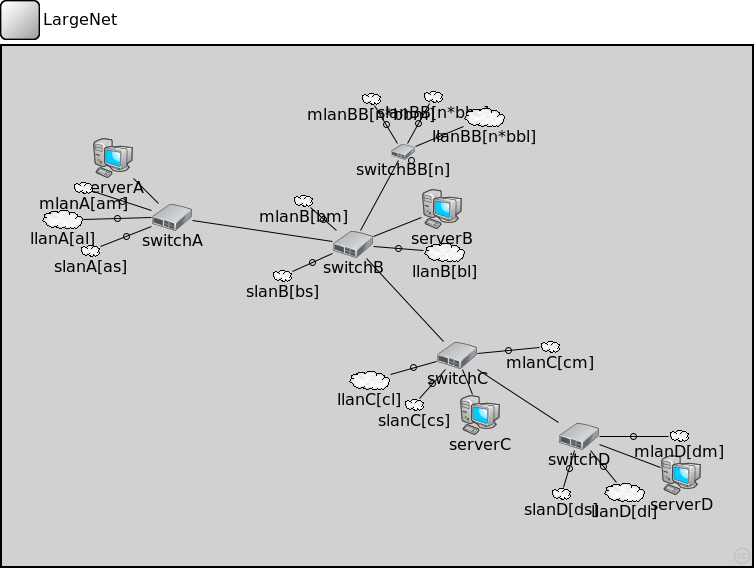 LargeNet
mlanBB[n*bbm]
slanBB[n*bbs]
llanBB[n*bbl]
switchBB[n]
serverA
mlanA[am]
llanA[al]
switchA
slanA[as]
mlanB[bm]
serverB
switchB
llanB[bl]
slanB[bs]
mlanC[cm]
switchC
llanC[cl]
slanC[cs]
serverC
mlanD[dm]
switchD
serverD
slanD[ds]
llanD[dl]